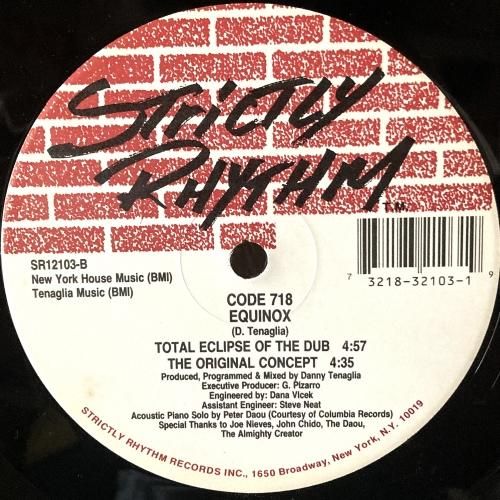 STRICTLY
RHYTHM
TM
SR12103-B
New York House Music (BMI)
Tenaglia Music (BMI)
7 3218-32103-1 9
CODE 718
EQUINOX
(D. Tenaglia)
TOTAL ECLIPSE OF THE DUB 4:57
THE ORIGINAL CONCEPT 4:35
Produced, Programmed & Mixed by Danny Tenaglia
Executive Producer: G. Pizarro
Engineered by: Dana Vlcek
Assistant Engineer: Steve Neat
Acoustic Piano Solo by Peter Daou (Courtesy of Columbia Records)
Special Thanks to Joe Nieves, John Chido, The Daou,
The Almighty Creator
STRICTLY RHYTHM RECORDS INC., 1650 Broadway, New York, N.Y. 10019